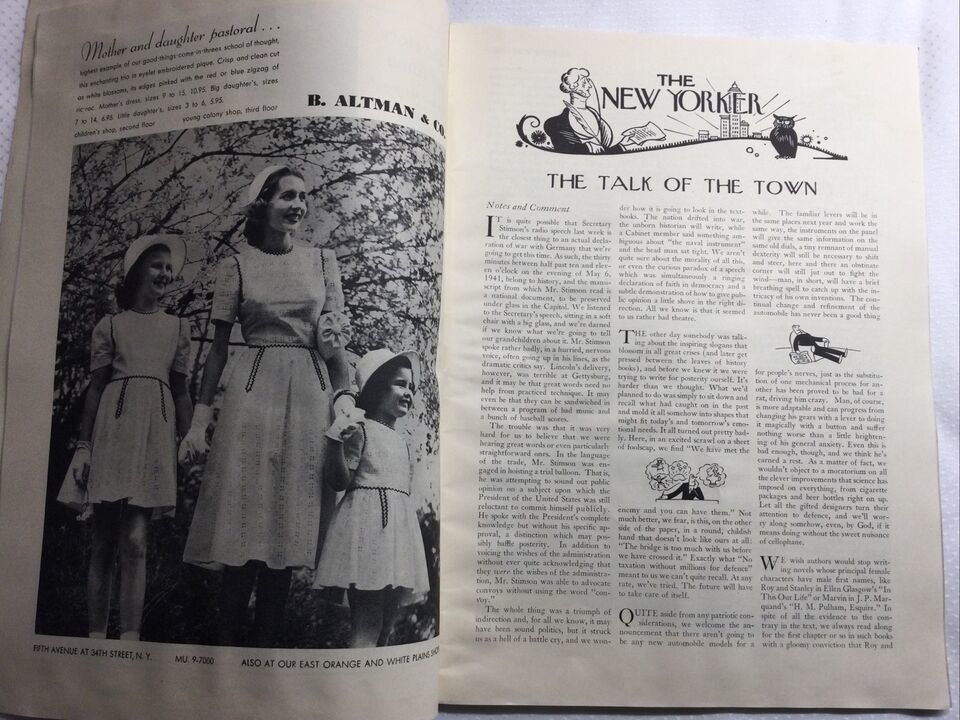 Mother and daughter pastoral . . .
highest example of our good-things-come-in-threes school of thought,
this enchanting trio in eyelet embroidered pique. Crisp and clean cut
as white blossoms, its edges pinked with the red or blue zigzag of
ric-rac. Mother's dress, sizes 9 to 15, 10.95. Big daughter's, sizes
7 to 14, 6.95. Little daughter's, sizes 3 to 6, 5.95.
children's shop, second floor young colony shop, third floor
B. ALTMAN & CO.
FIFTH AVENUE AT 34TH STREET, N. Y. MU. 9-7000 ALSO AT OUR EAST ORANGE AND WHITE PLAINS SHO
THE
NEW YORKER
THE TALK OF THE TOWN
Notes and Comment
IT is quite possible that Secretary
Stimson's radio speech last week is
the closest thing to an actual decla-
ration of war with Germany that we're
going to get this time. As such, the thirty
minutes between half past ten and elev-
en o'clock on the evening of May 6,
1941, belong to history, and the manu-
script from which Mr. Stimson read is
a national document, to be preserved
under glass in the Capitol. We listened
to the Secretary's speech, sitting in a soft
chair with a big glass, and we're darned
if we know what we're going to tell
our grandchildren about it. Mr. Stimson
spoke rather badly, in a hurried, nervous
voice, often going up in his lines, as the
dramatic critics say. Lincoln's delivery,
however, was terrible at Gettysburg,
and it may be that great words need no
help from practiced technique. It may
even be that they can be sandwiched in
between a program of bad music and
a bunch of baseball scores.
The trouble was that it was very
hard for us to believe that we were
hearing great words or even particularly
straightforward ones. In the language
of the trade, Mr. Stimson was en-
gaged in hoisting a trial balloon. That is,
he was attempting to sound out public
opinion on a subject upon which the
President of the United States was still
reluctant to commit himself publicly.
He spoke with the President's complete
knowledge but without his specific ap-
proval, a distinction which may pos-
sibly baffle posterity. In addition to
voicing the wishes of the administration
without ever quite acknowledging that
they were the wishes of the administra-
tion, Mr. Stimson was able to advocate
convoys without using the word "con-
voy."
The whole thing was a triumph of
indirection and, for all we know, it may
have been sound politics, but it struck
us as a hell of a battle cry, and we won-
der how it is going to look in the text-
books. The nation drifted into war,
the unborn historian will write, while
a Cabinet member said something am-
biguous about "the naval instrument"
and the head man sat tight. We aren't
quite sure about the morality of all this,
or even the curious paradox of a speech
which was simultaneously a ringing
declaration of faith in democracy and a
subtle demonstration of how to give pub-
lic opinion a little shove in the right di-
rection. All we know is that it seemed
to us rather bad theatre.
THE other day somebody was talk-
ing about the inspiring slogans that
blossom in all great crises (and later get
pressed between the leaves of history
books), and before we knew it we were
trying to write for posterity ourself. It's
harder than we thought. What we'd
planned to do was simply to sit down and
recall what had caught on in the past
and mold it all somehow into shapes that
might fit today's and tomorrow's emo-
tional needs. It all turned out pretty bad-
ly. Here, in an excited scrawl on a sheet
of foolscap, we find "We have met the
enemy and you can have them." Not
much better, we fear, is this, on the other
side of the paper, in a round, childish
hand that doesn't look like ours at all:
"The bridge is too much with us before
we have crossed it." Exactly what "No
taxation without millions for defence"
meant to us we can't quite recall. At any
rate, we've tried. The future will have
to take care of itself.
QUITE aside from any patriotic con-
siderations, we welcome the an-
nouncement that there aren't going to
be any new automobile models for a
while. The familiar levers will be in
the same places next year and work the
same way, the instruments on the panel
will give the same information on the
same old dials, a tiny remnant of manual
dexterity will still be necessary to shift
and steer, here and there an obstinate
corner will still jut out to fight the
wind—man, in short, will have a brief
breathing spell to catch up with the in-
tricacy of his own inventions. The con-
tinual change and refinement of the
automobile has never been a good thing
for people's nerves, just as the substitu-
tion of one mechanical process for an-
other has been proved to be bad for a
rat, driving him crazy. Man, of course,
is more adaptable and can progress from
changing his gears with a lever to doing
it magically with a button and suffer
nothing worse than a little heighten-
ing of his general anxiety. Even this is
bad enough, though, and we think he's
earned a rest. As a matter of fact, we
wouldn't object to a moratorium on all
the clever improvements that science has
imposed on everything, from cigarette
packages and beer bottles right on up.
Let all the gifted designers turn their
attention to defence, and we'll wor-
ry along somehow, even, by God, if it
means doing without the sweet nuisance
of cellophane.
WE wish authors would stop writ-
ing novels whose principal female
characters have male first names, like
Roy and Stanley in Ellen Glasgow's "In
This Our Life" or Marvin in J. P. Mar-
quand's "H. M. Pulham, Esquire." In
spite of all the evidence to the con-
trary in the text, we always read along
for the first chapter or so in such books
with a gloomy conviction that Roy and